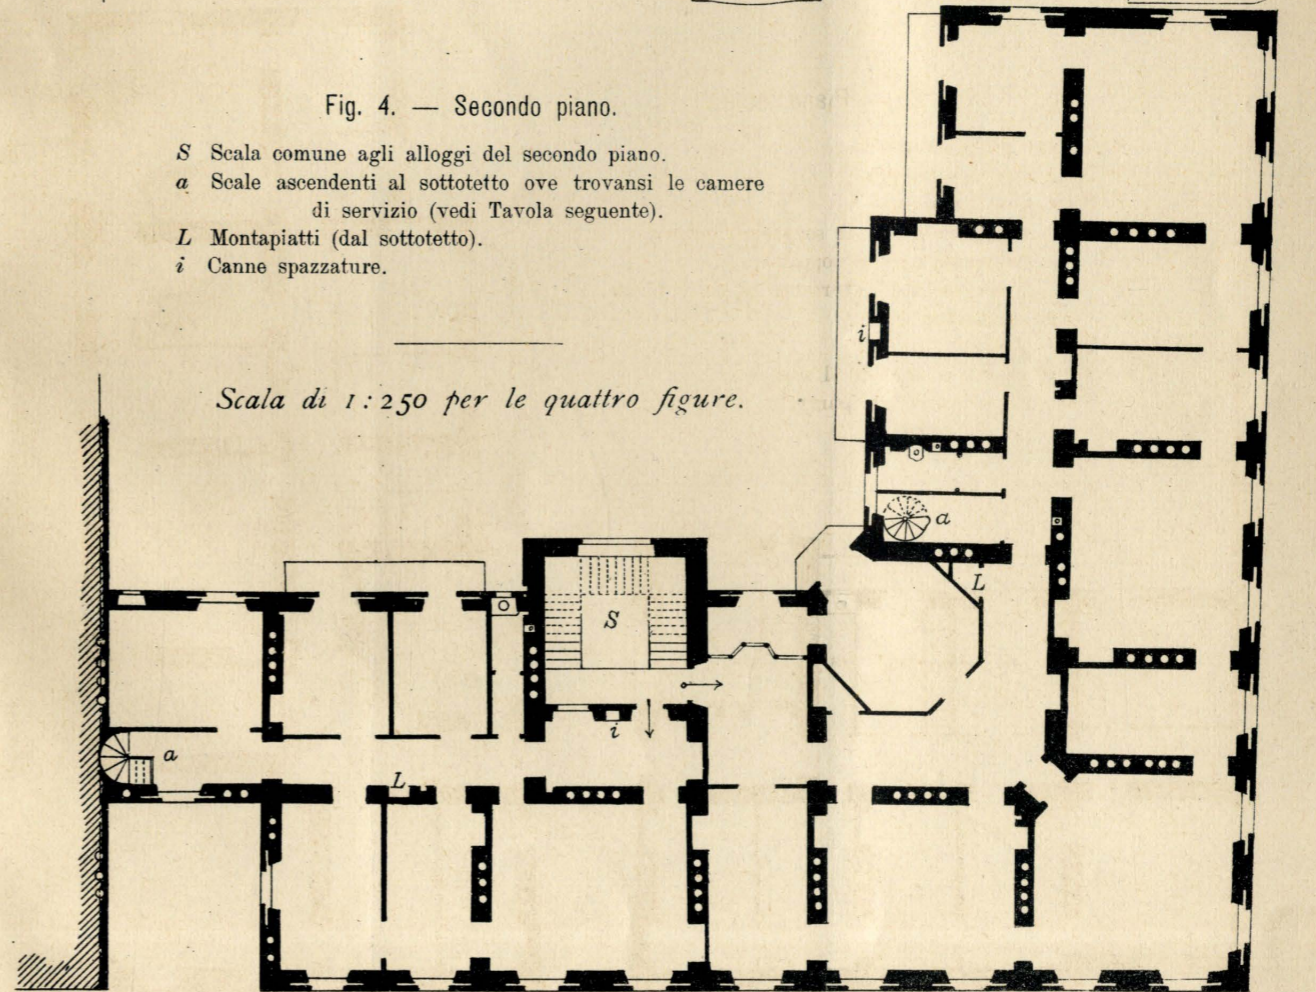 Fig. 4. — Secondo piano.
S Scala comune agli alloggi del secondo piano.
a Scale ascendenti al sottotetto ove trovansi le camere
di servizio (vedi Tavola seguente).
L Montapiatti (dal sottotetto).
i Canne spazzature.
Scala di 1:250 per le quattro figure.
i
a
L
S
i
a
L